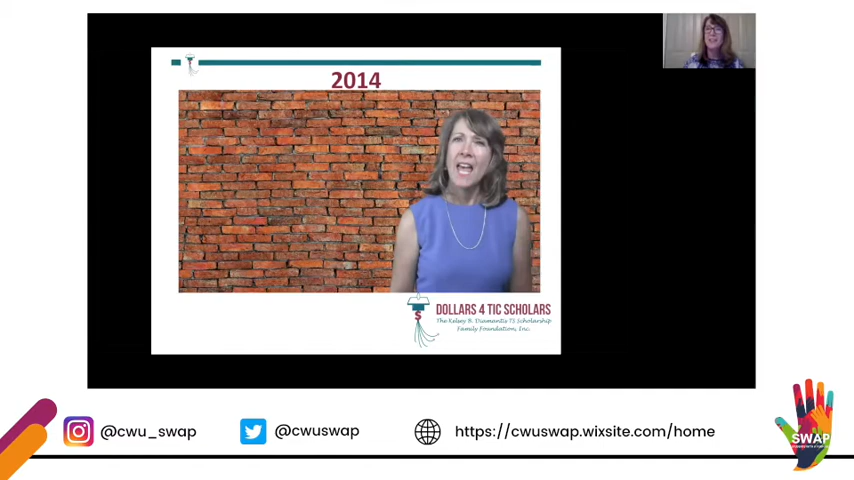 2014
$
DOLLARS 4 TIC SCHOLARS
The Kelsey B. Diamantis TS Scholarship
Family Foundation, Inc.
@cwu_swap
@cwuswap
https://cwuswap.wixsite.com/home
SWAP